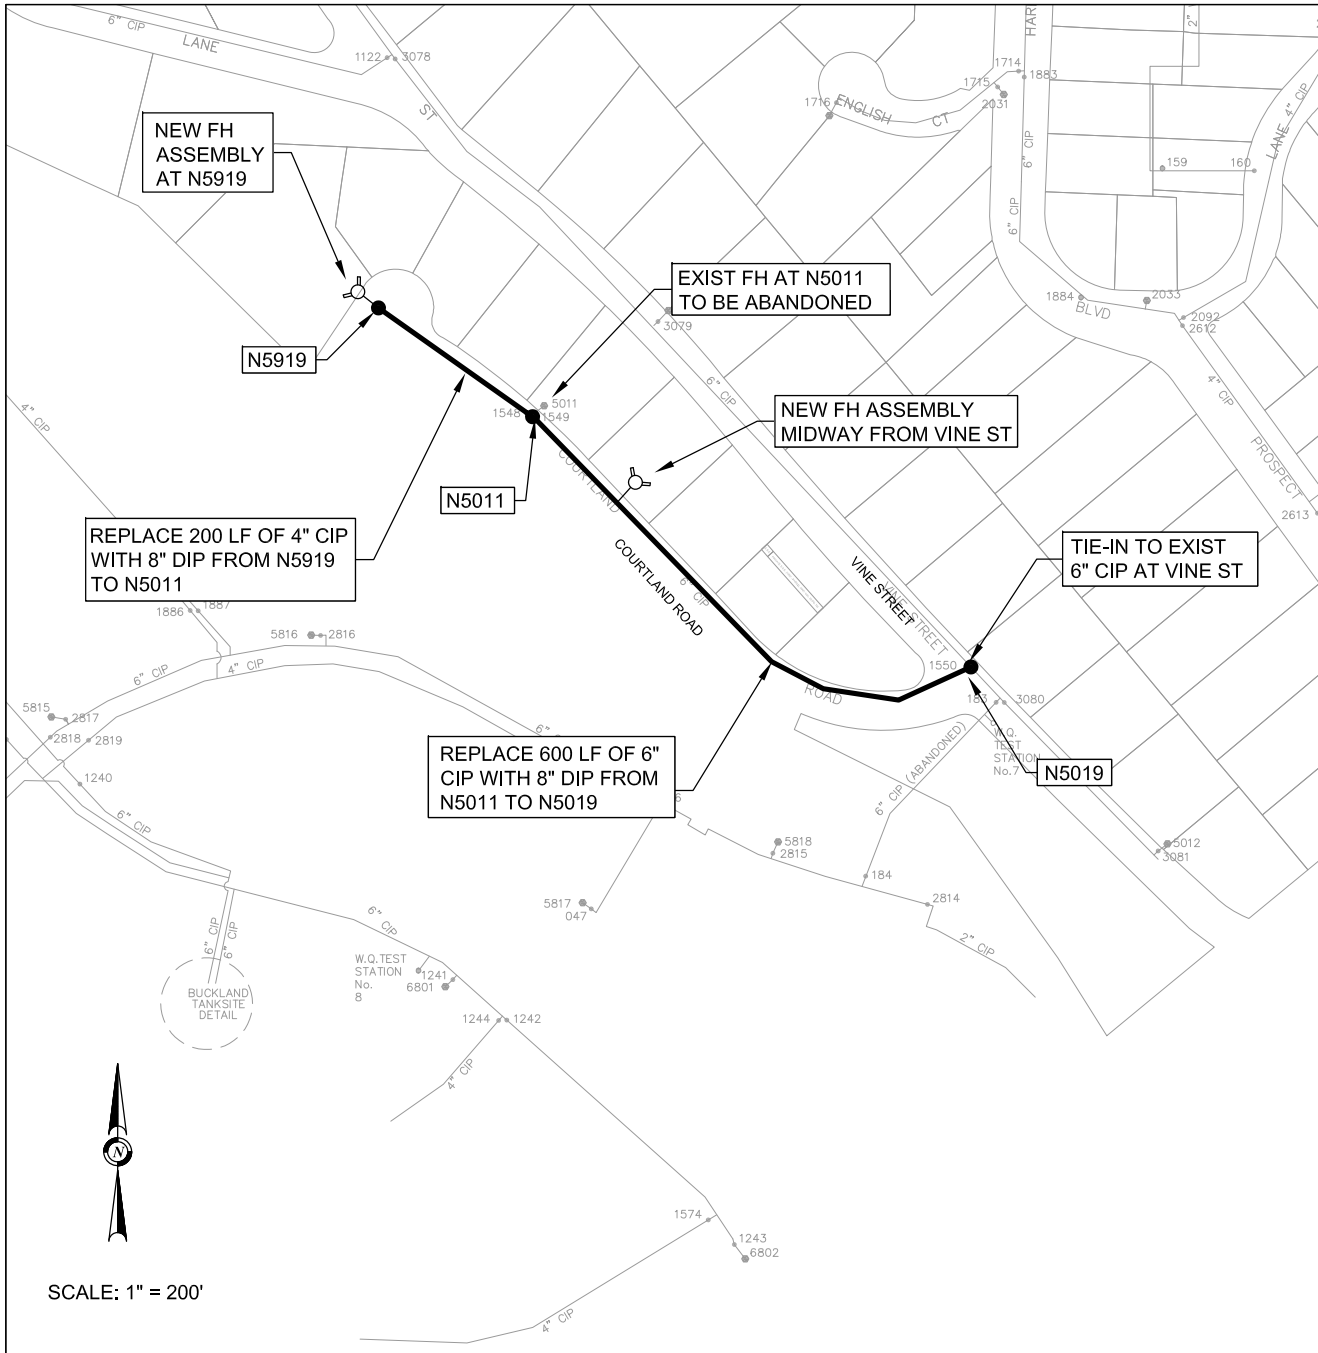 6" CIP
LANE
ST
1122
3078
NEW FH
ASSEMBLY
AT N5919
ENGLISH
CT
1716
1714
1715
1883
2031
HAR
2"
6" CIP
6" CIP
LANE
4" CIP
159
160
1884
BLVD
2033
2092
2612
4" CIP
PROSPECT
2613
EXIST FH AT N5011
TO BE ABANDONED
3079
6" CIP
N5919
4" CIP
1548
5011
1549
NEW FH ASSEMBLY
MIDWAY FROM VINE ST
N5011
COURTLAND
REPLACE 200 LF OF 4" CIP
WITH 8" DIP FROM N5919
TO N5011
COURTLAND ROAD
6" CIP
VINE STREET
VINE STREET
TIE-IN TO EXIST
6" CIP AT VINE ST
1886
1887
5816
2816
6" CIP
4" CIP
1550
ROAD
183
3080
W.Q.
TEST
STATION
No.7
N5019
5815
2817
2818
2819
1240
6" CIP
6"
REPLACE 600 LF OF 6"
CIP WITH 8" DIP FROM
N5011 TO N5019
6
6" CIP (ABANDONED)
5818
2815
184
2814
2" CIP
5012
3081
5817
047
6" CIP
6" CIP
6" CIP
W.Q.TEST
STATION
No.
8
1241
6801
BUCKLAND
TANKSITE
DETAIL
1244
1242
4" CIP
N
1574
1243
6802
4" CIP
SCALE: 1" = 200'